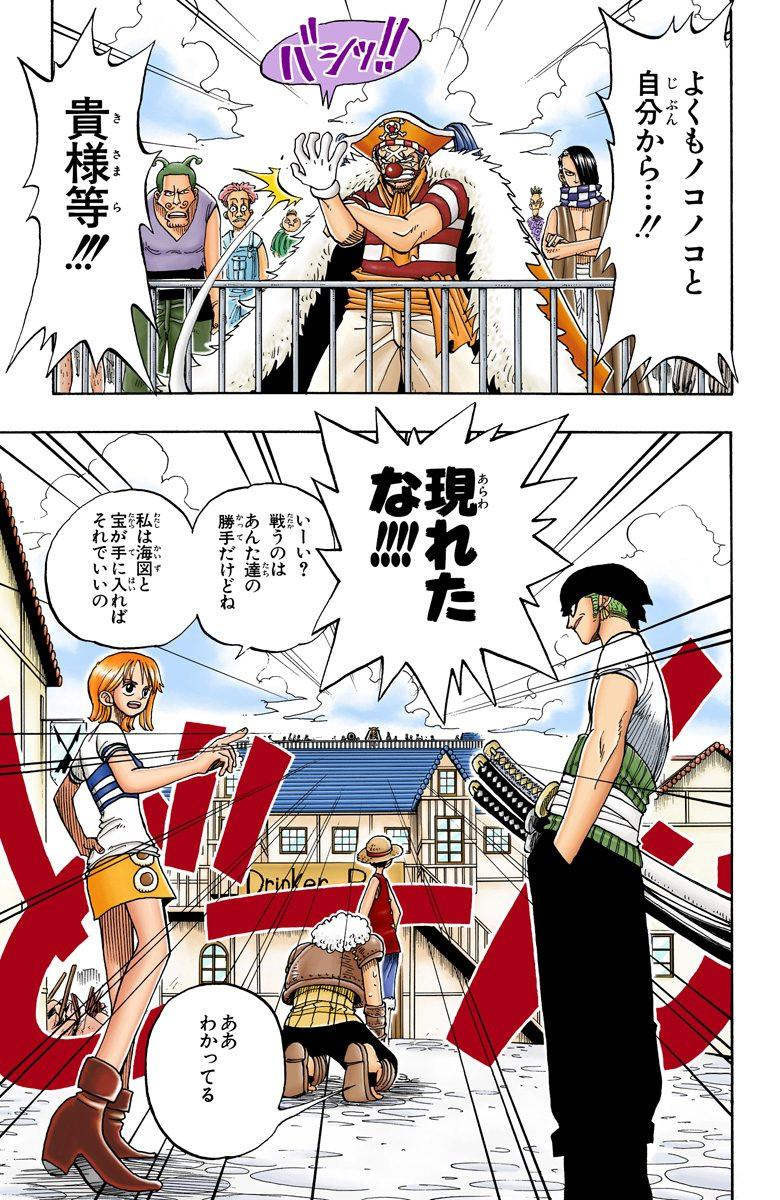 よくもノコノコと
自分から…!!
バシッ!!
貴様等!!!
現れた
な!!!!
いーい?
戦うのは
あんた達の
勝手だけどね
私は海図と
宝が手に入れば
それでいいの
ああ
わかってる
ドーーン
Drinker